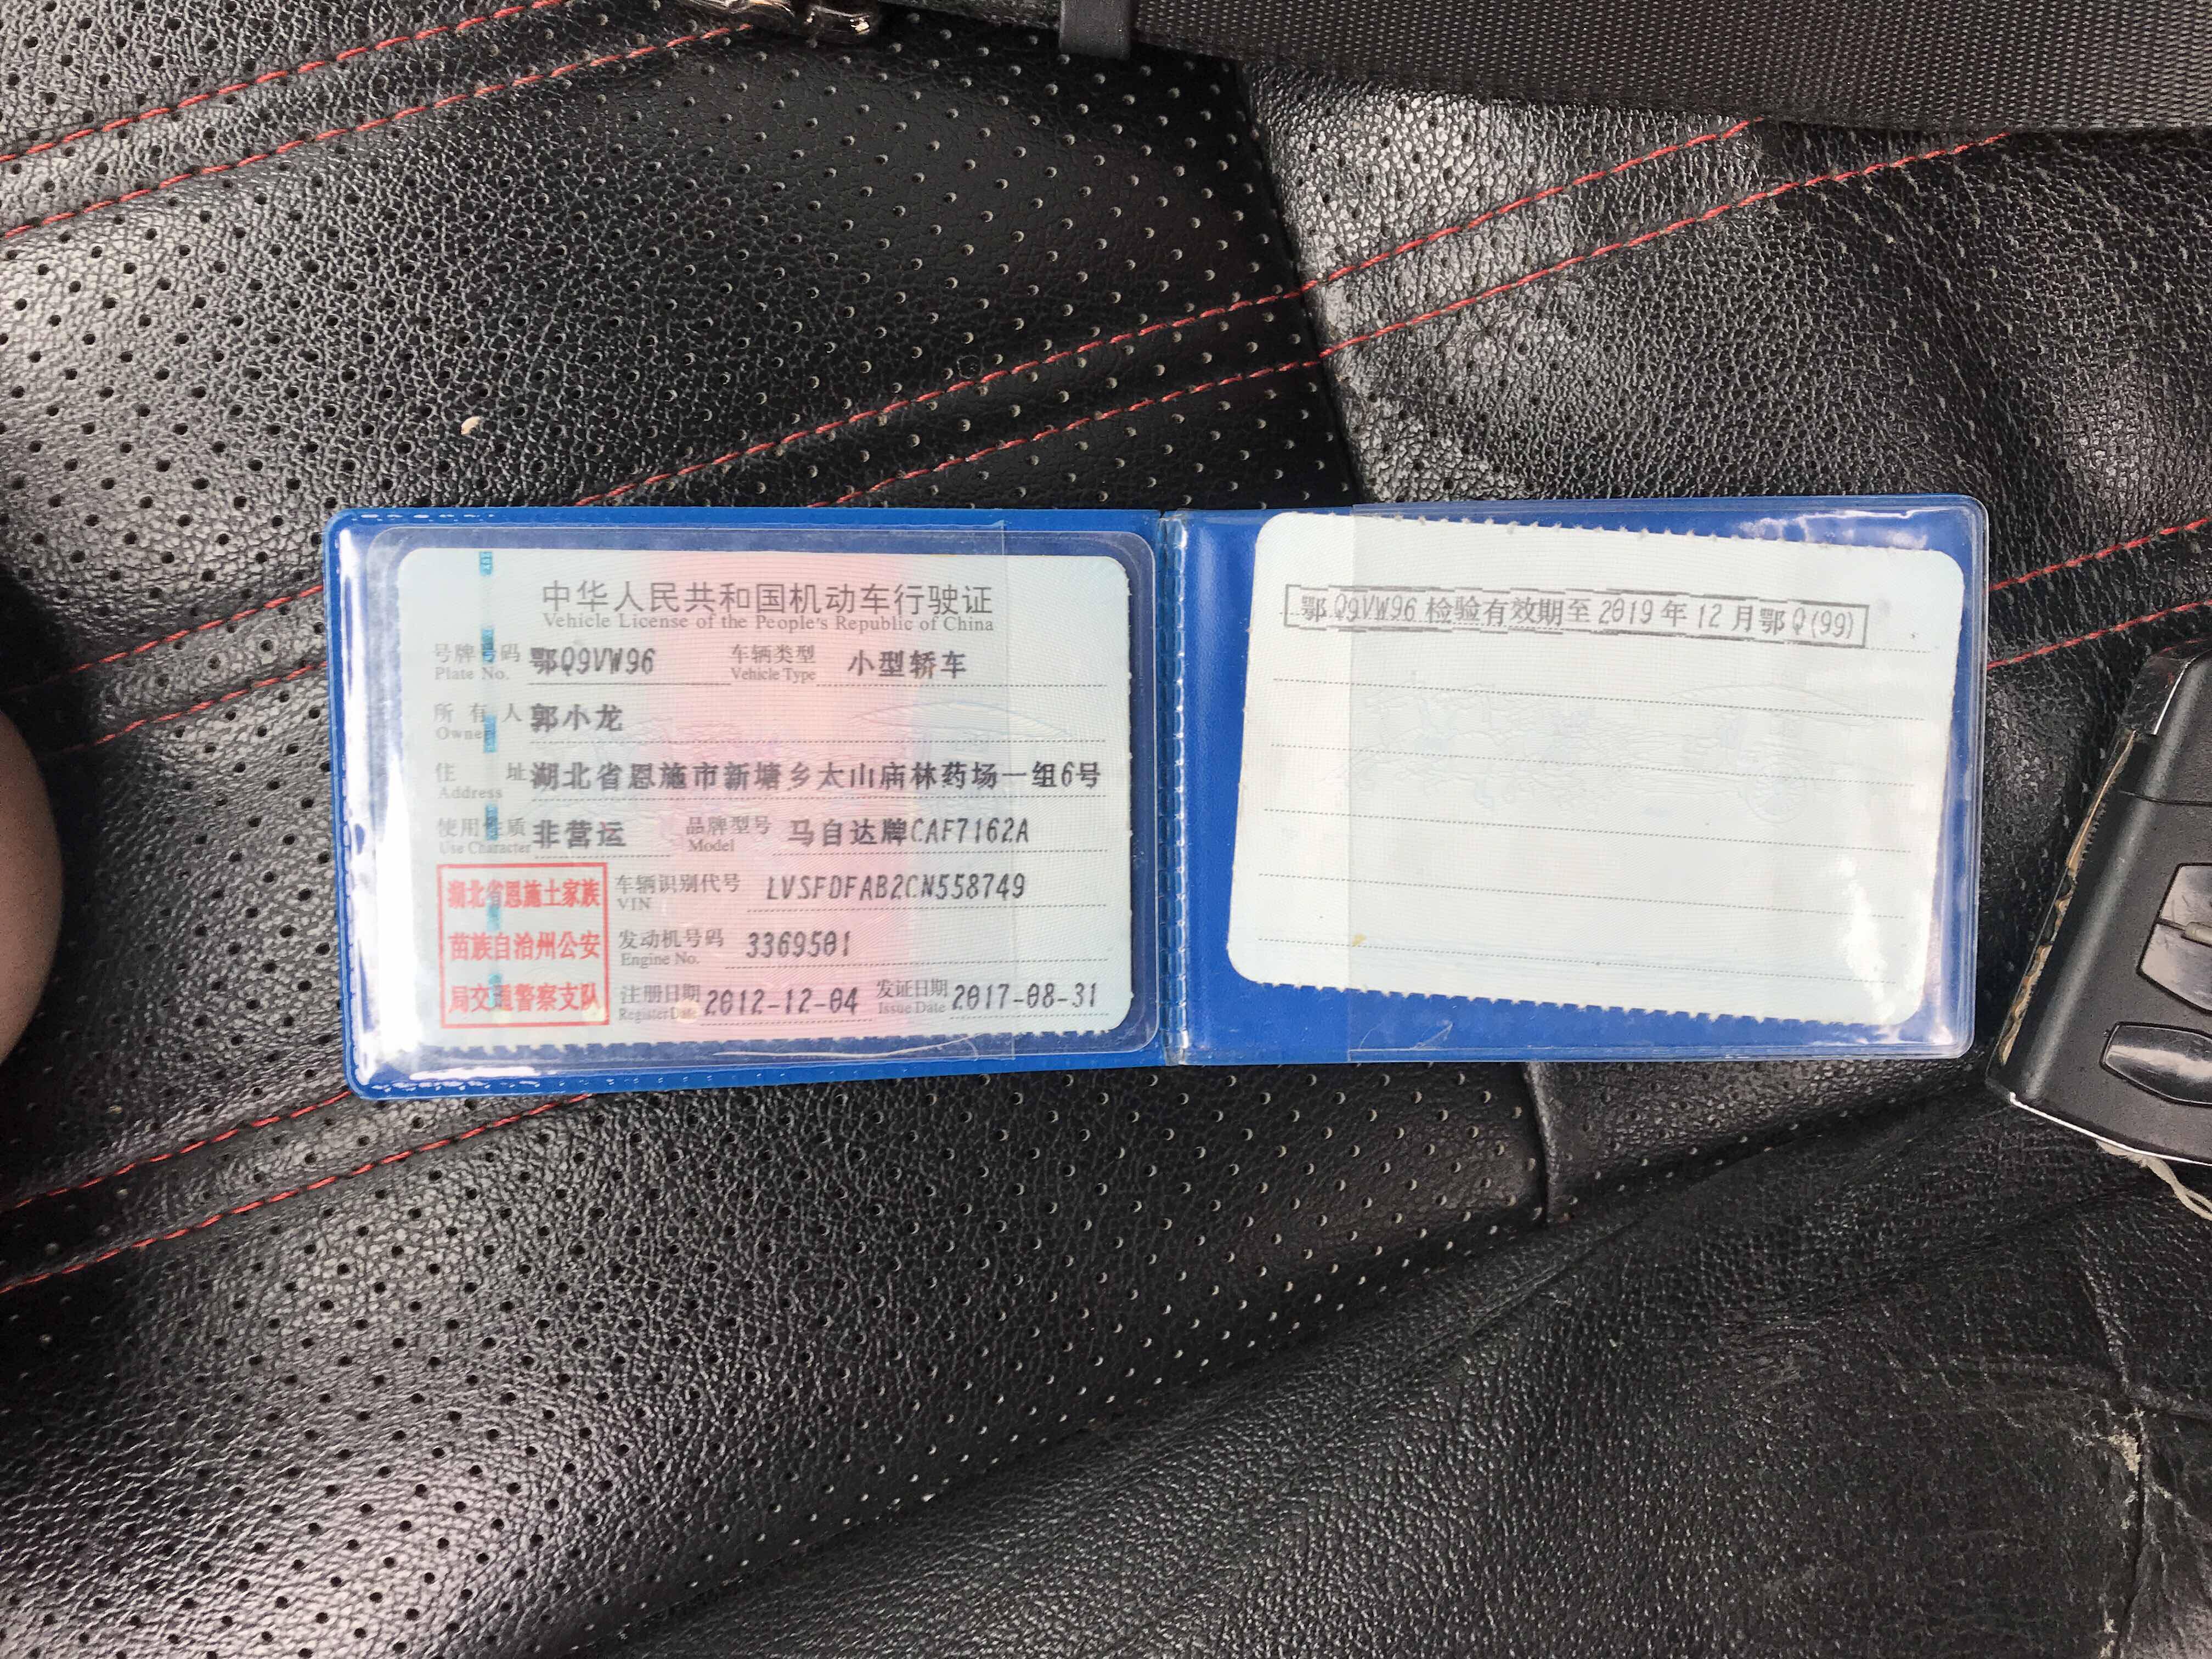 中华人民共和国机动车行驶证
Vehicle License of the People's Republic of China
号牌号码 鄂Q9VW96 车辆类型 小型轿车
Plate No. Vehicle Type
所有人 郭小龙
Owner
住址 湖北省恩施市新塘乡太山庙林药场一组6号
Address
使用性质 非营运 品牌型号 马自达牌CAF7162A
Use Character Model
湖北省恩施土家族
苗族自治州公安
局交通警察支队
车辆识别代号 LVSFDFAB2CN558749
VIN
发动机号码 3369501
Engine No.
注册日期 2012-12-04 发证日期 2017-08-31
Register Date Issue Date
鄂Q9VW96检验有效期至2019年12月鄂Q(99)